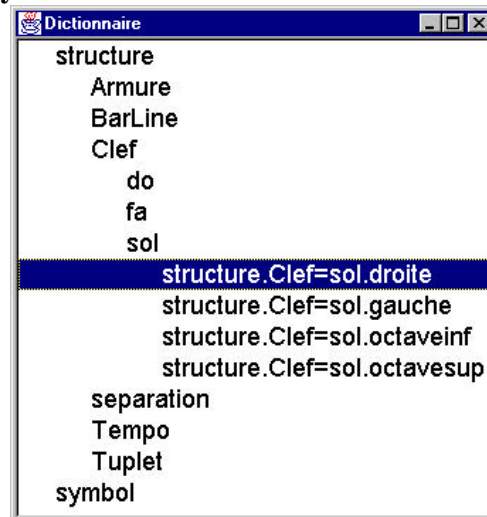 Dictionnaire
structure
Armure
BarLine
Clef
do
fa
sol
structure.Clef=sol.droite
structure.Clef=sol.gauche
structure.Clef=sol.octaveinf
structure.Clef=sol.octavesup
separation
Tempo
Tuplet
symbol